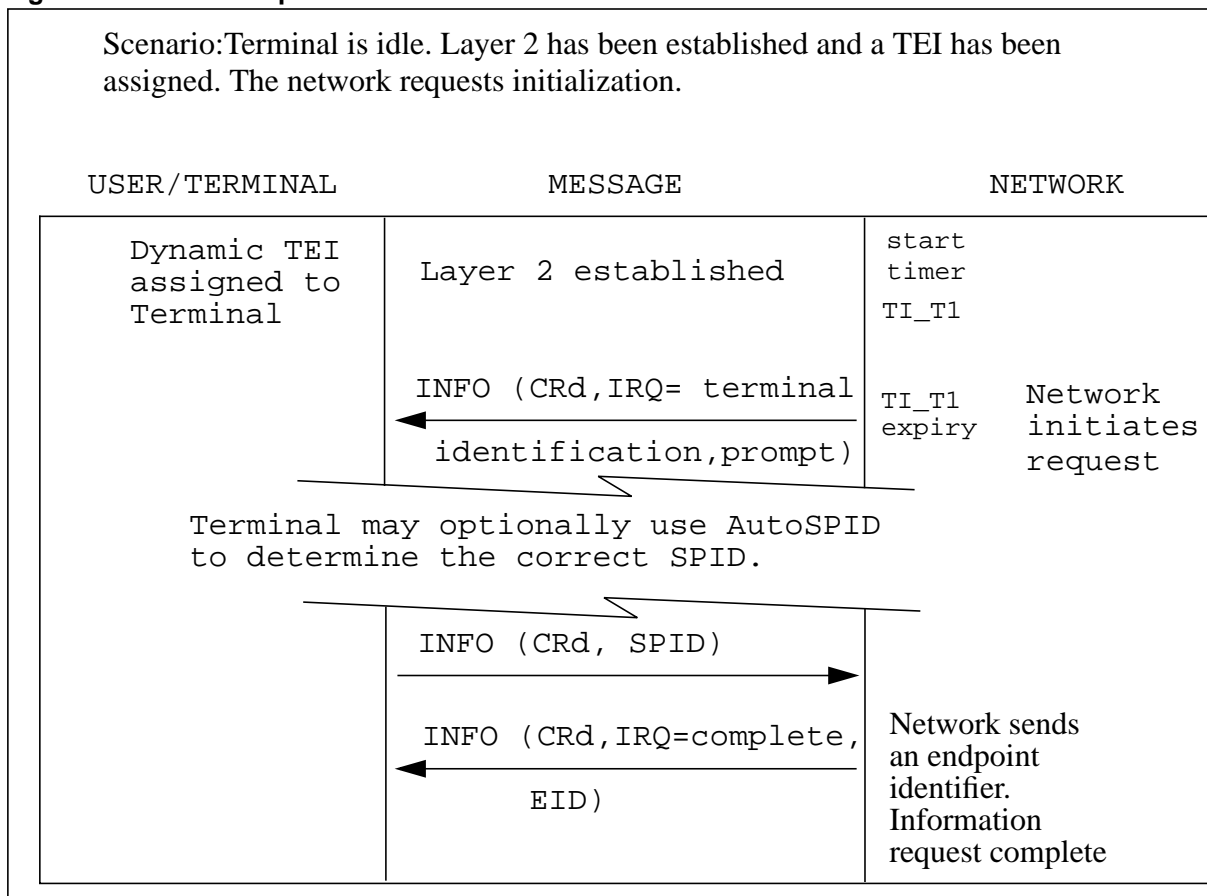 Scenario:Terminal is idle. Layer 2 has been established and a TEI has been
assigned. The network requests initialization.
USER/TERMINAL
MESSAGE
NETWORK
Dynamic TEI
assigned to
Terminal
Layer 2 established
start
timer
TI_T1
INFO (CRd,IRQ= terminal
identification,prompt)
TI_T1
expiry
Network
initiates
request
Terminal may optionally use AutoSPID
to determine the correct SPID.
INFO (CRd, SPID)
INFO (CRd,IRQ=complete,
EID)
Network sends
an endpoint
identifier.
Information
request complete